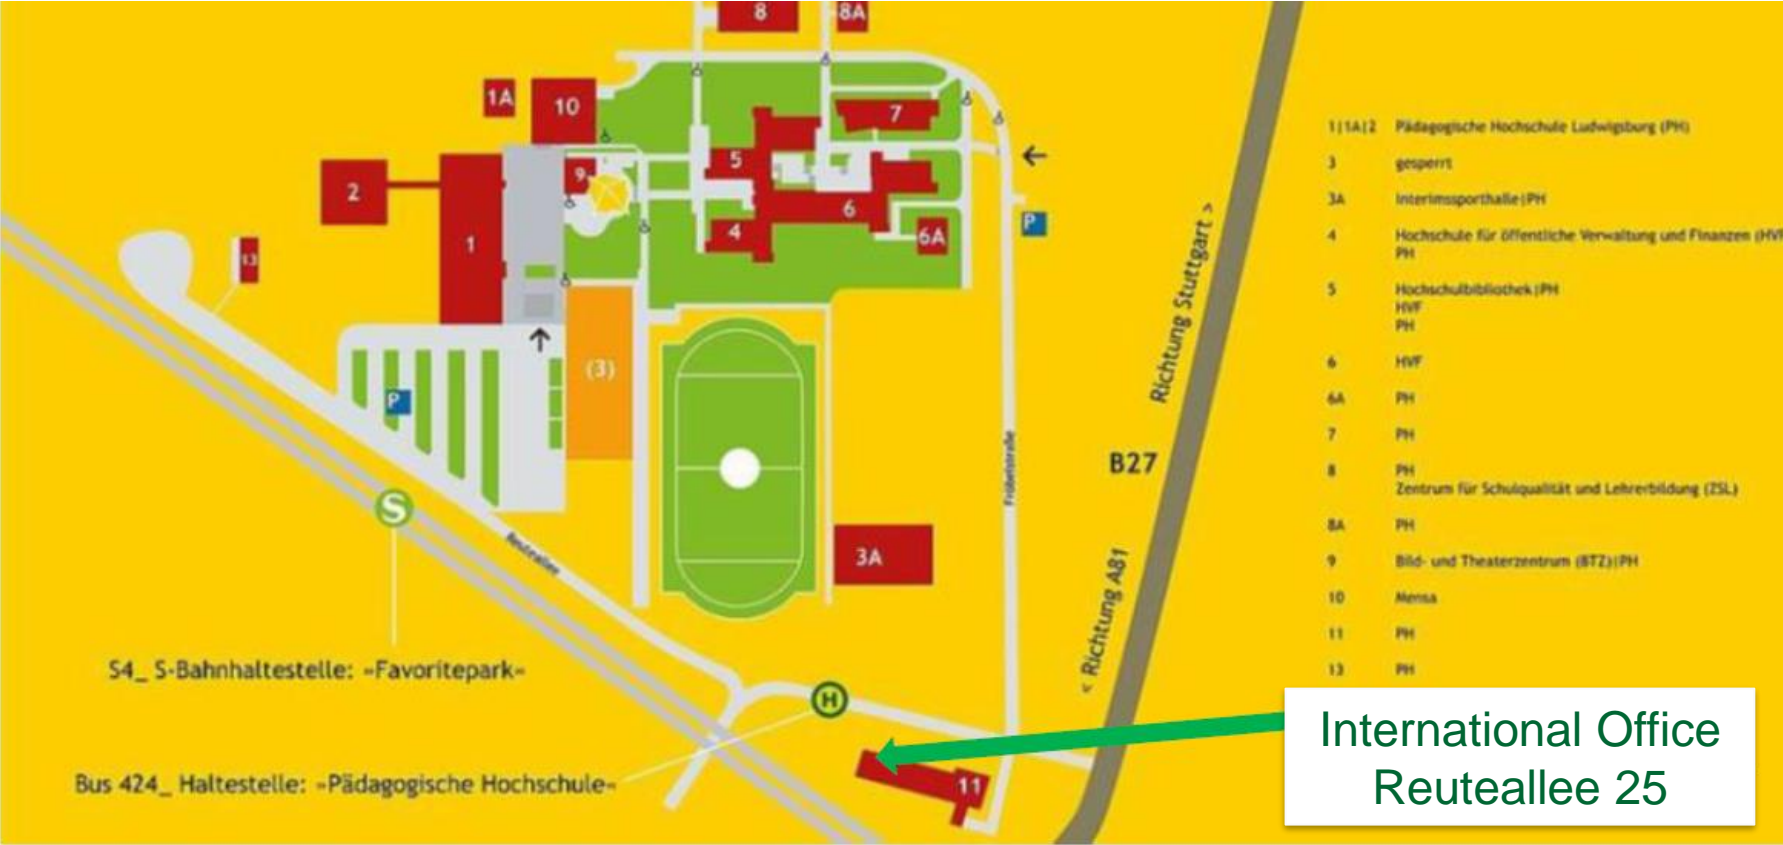 8
8A
1A
10
7
2
9
5
6
4
6A
1
13
P
(3)
P
S
3A
Reuteallee
Fröbelstraße
Richtung Stuttgart >
B27
< Richtung A81
S4_ S-Bahnhaltestelle: »Favoritepark«
H
Bus 424_ Haltestelle: »Pädagogische Hochschule«
11
1|1A|2 Pädagogische Hochschule Ludwigsburg (PH)
3 gesperrt
3A Interimssporthalle|PH
4 Hochschule für öffentliche Verwaltung und Finanzen (HVF
PH
5 Hochschulbibliothek|PH
HVF
PH
6 HVF
6A PH
7 PH
8 PH
Zentrum für Schulqualität und Lehrerbildung (ZSL)
8A PH
9 Bild- und Theaterzentrum (BTZ)|PH
10 Mensa
11 PH
13 PH
International Office
Reuteallee 25